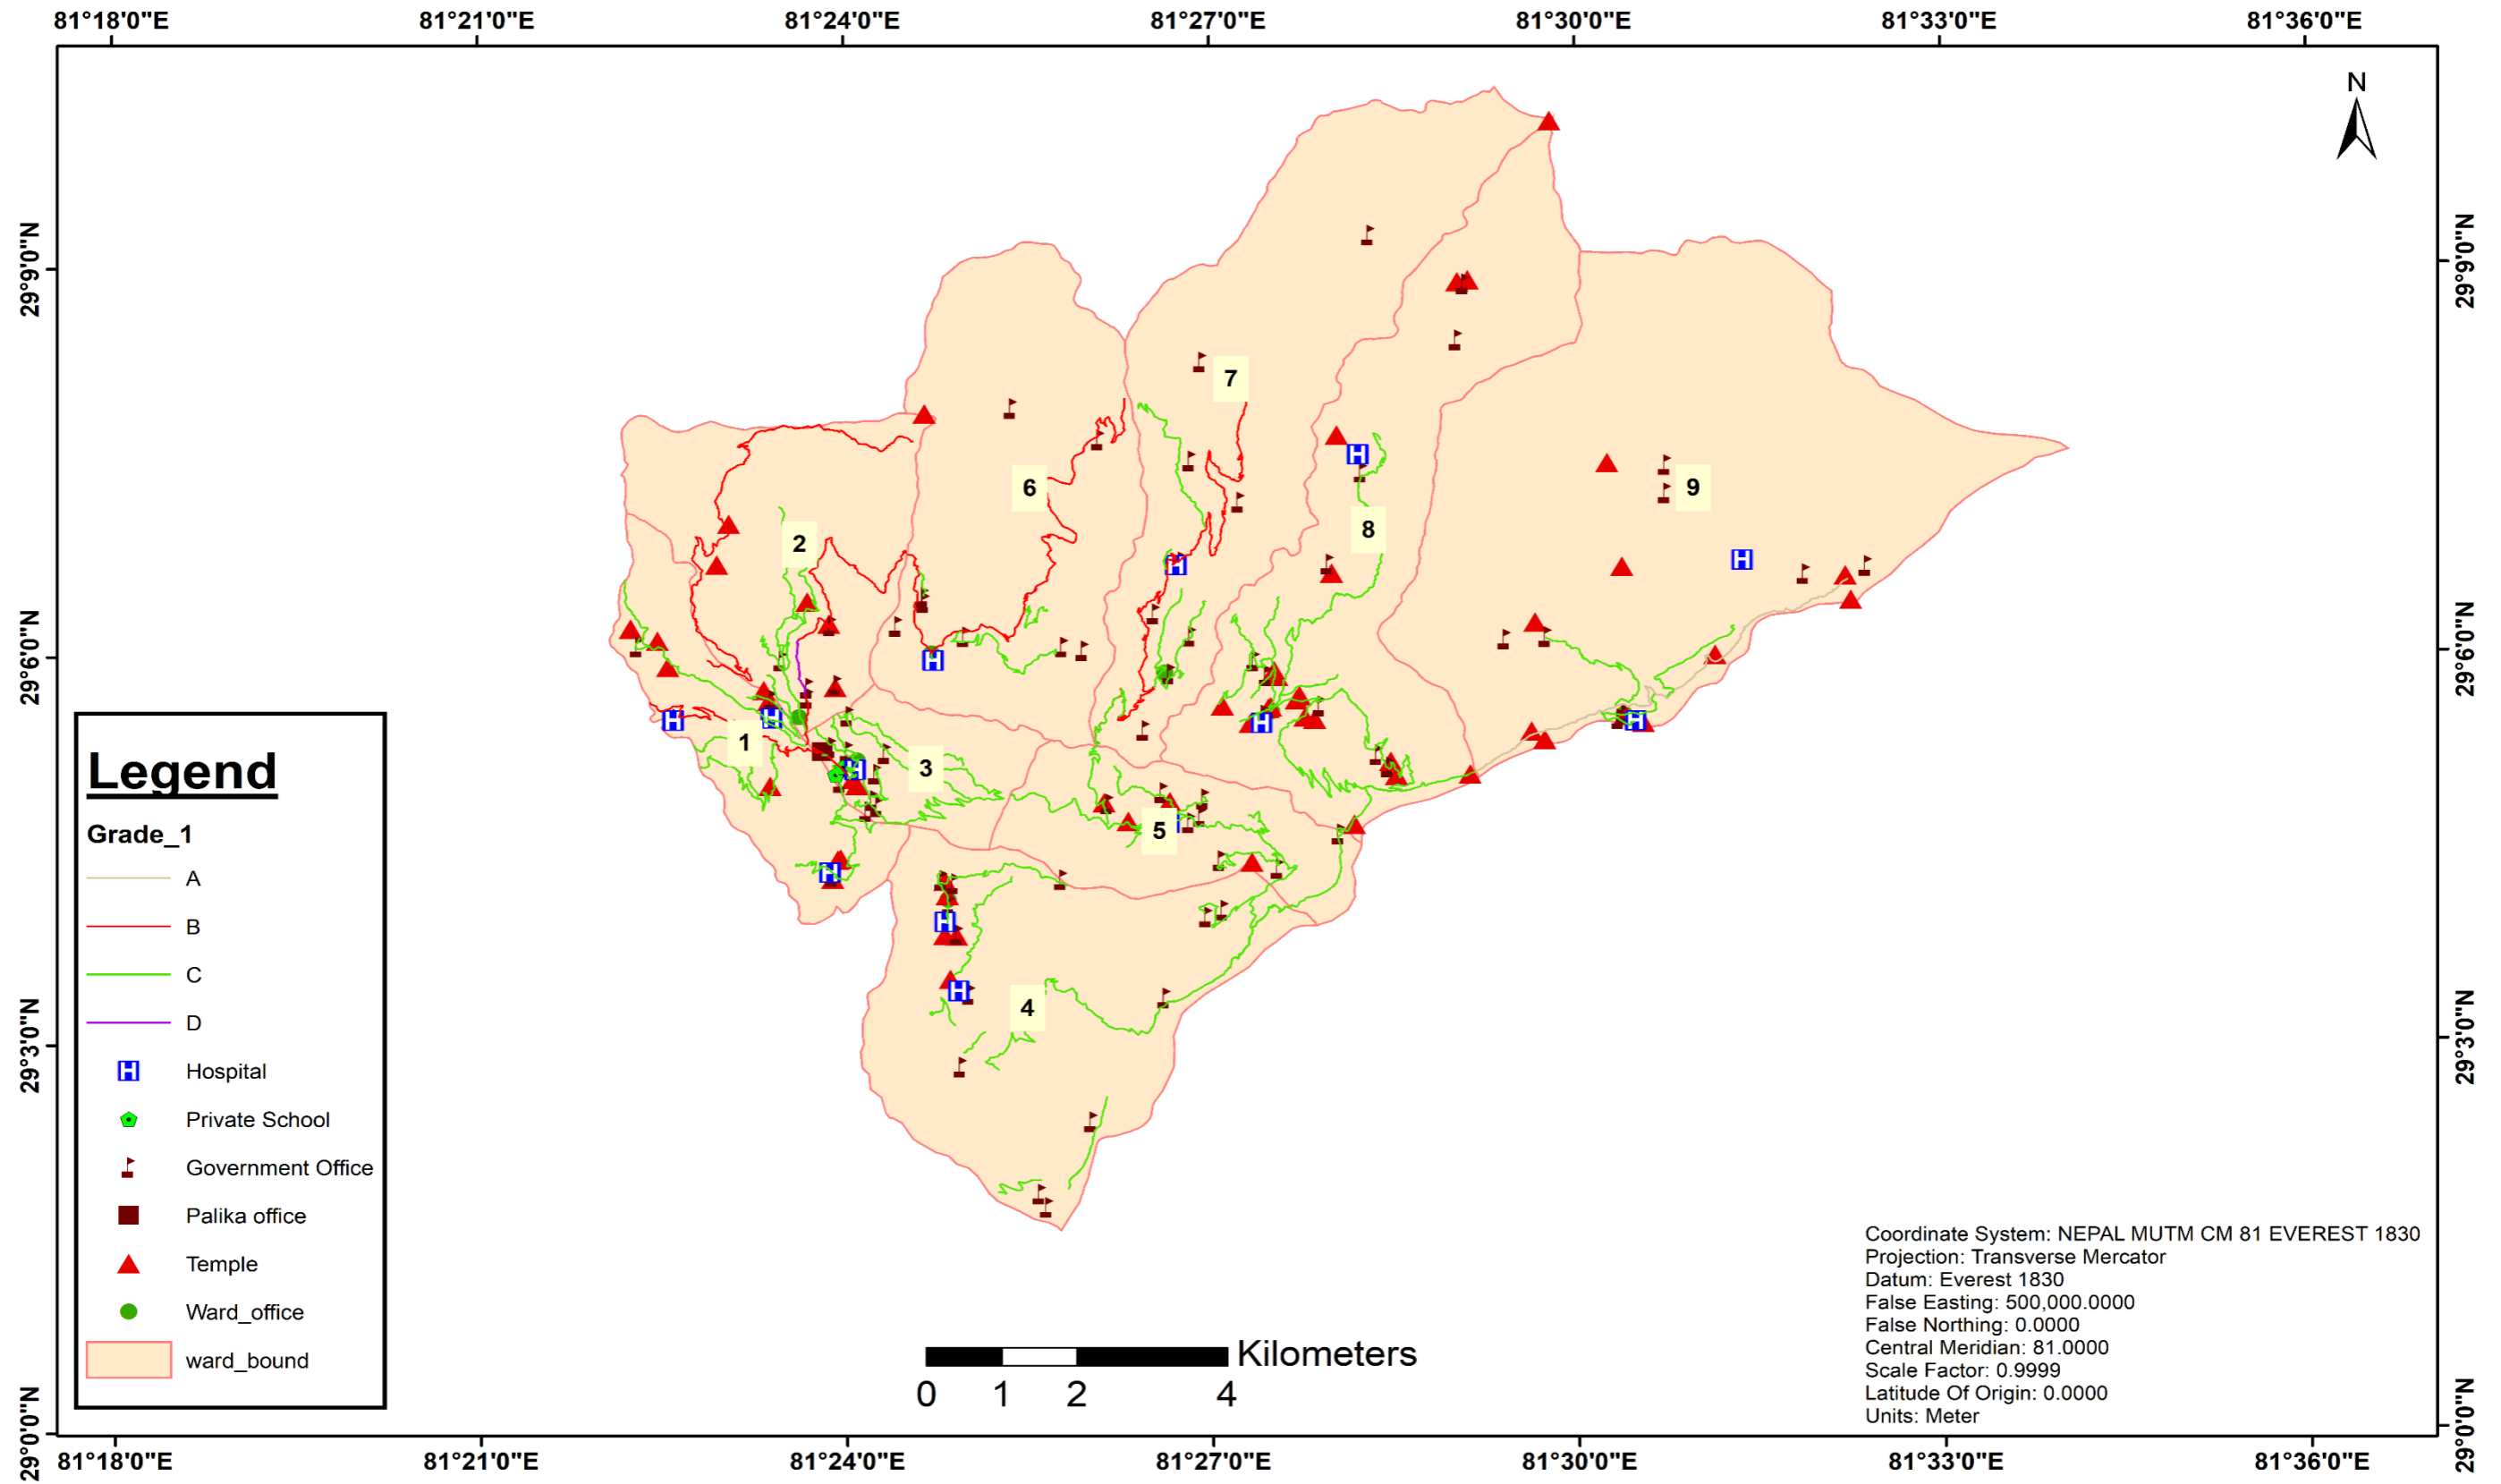 81°18'0"E 81°21'0"E 81°24'0"E 81°27'0"E 81°30'0"E 81°33'0"E 81°36'0"E
N
29°9'0"N 29°9'0"N
7
6
9
8
2
29°6'0"N 29°6'0"N
1
3
5
4
29°3'0"N 29°3'0"N
Legend
Grade_1
A
B
C
D
H Hospital
Private School
Government Office
Palika office
Temple
Ward_office
ward_bound
Kilometers
0 1 2 4
Coordinate System: NEPAL MUTM CM 81 EVEREST 1830
Projection: Transverse Mercator
Datum: Everest 1830
False Easting: 500,000.0000
False Northing: 0.0000
Central Meridian: 81.0000
Scale Factor: 0.9999
Latitude Of Origin: 0.0000
Units: Meter
29°0'0"N 29°0'0"N
81°18'0"E 81°21'0"E 81°24'0"E 81°27'0"E 81°30'0"E 81°33'0"E 81°36'0"E